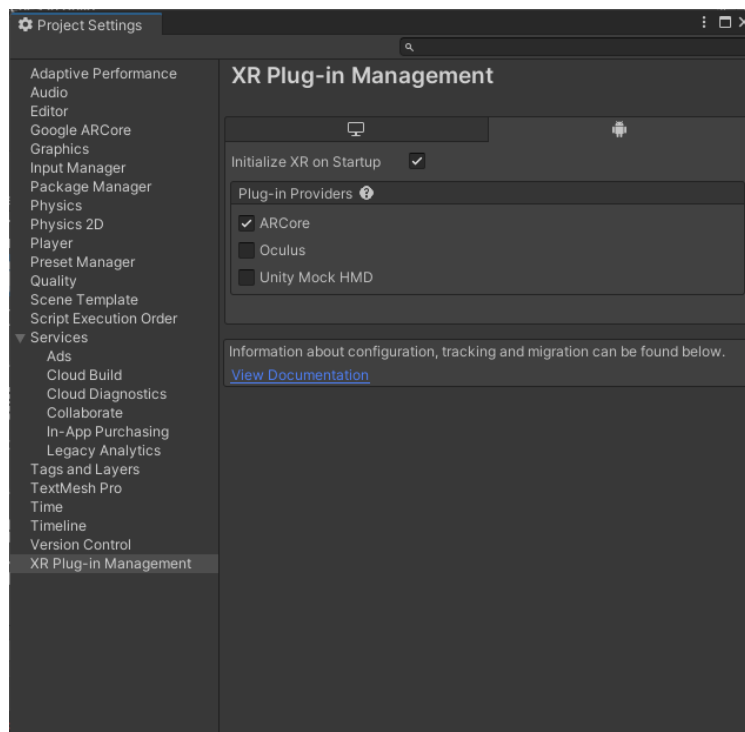 Project Settings
Adaptive Performance
Audio
Editor
Google ARCore
Graphics
Input Manager
Package Manager
Physics
Physics 2D
Player
Preset Manager
Quality
Scene Template
Script Execution Order
Services
Ads
Cloud Build
Cloud Diagnostics
Collaborate
In-App Purchasing
Legacy Analytics
Tags and Layers
TextMesh Pro
Time
Timeline
Version Control
XR Plug-in Management
XR Plug-in Management
Initialize XR on Startup
Plug-in Providers
ARCore
Oculus
Unity Mock HMD
Information about configuration, tracking and migration can be found below.
View Documentation